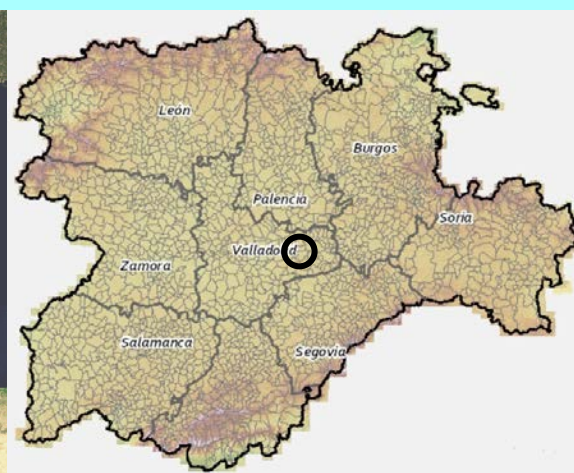 León
Burgos
Palencia
Soria
Valladolid
Zamora
Salamanca
Segovia